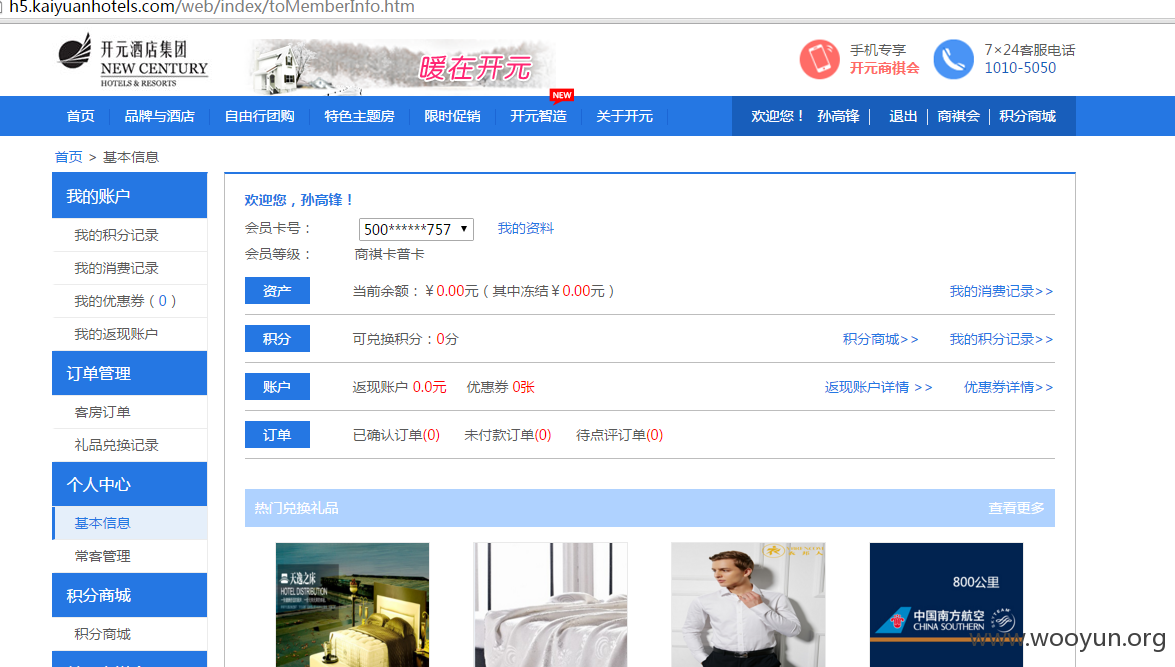 h5.kaiyuanhotels.com/web/index/toMemberInfo.htm
开元酒店集团
NEW CENTURY
HOTELS & RESORTS
暖在开元
手机专享
开元商祺会
7×24客服电话
1010-5050
NEW
首页 品牌与酒店 自由行团购 特色主题房 限时促销 开元智造 关于开元 欢迎您！ 孙高锋 退出 商祺会 积分商城
首页 > 基本信息
我的账户
我的积分记录
我的消费记录
我的优惠券（0）
我的返现账户
订单管理
客房订单
礼品兑换记录
个人中心
基本信息
常客管理
积分商城
积分商城
欢迎您，孙高锋！
会员卡号： 500******757 ▼ 我的资料
会员等级： 商祺卡普卡
资产 当前余额：￥0.00元（其中冻结￥0.00元） 我的消费记录>>
积分 可兑换积分：0分 积分商城>> 我的积分记录>>
账户 返现账户 0.0元 优惠券 0张 返现账户详情 >> 优惠券详情>>
订单 已确认订单(0) 未付款订单(0) 待点评订单(0)
热门兑换礼品 查看更多
天逸之床
HOTEL DISTRIBUTION
800公里
中国南方航空
CHINA SOUTHERN
www.wooyun.org